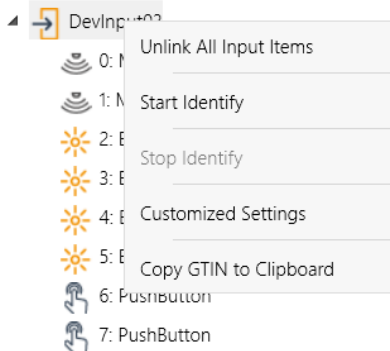 DevInput02
Unlink All Input Items
0:
1:
Start Identify
2:
Stop Identify
3:
4:
Customized Settings
5:
Copy GTIN to Clipboard
6: PushButton
7: PushButton